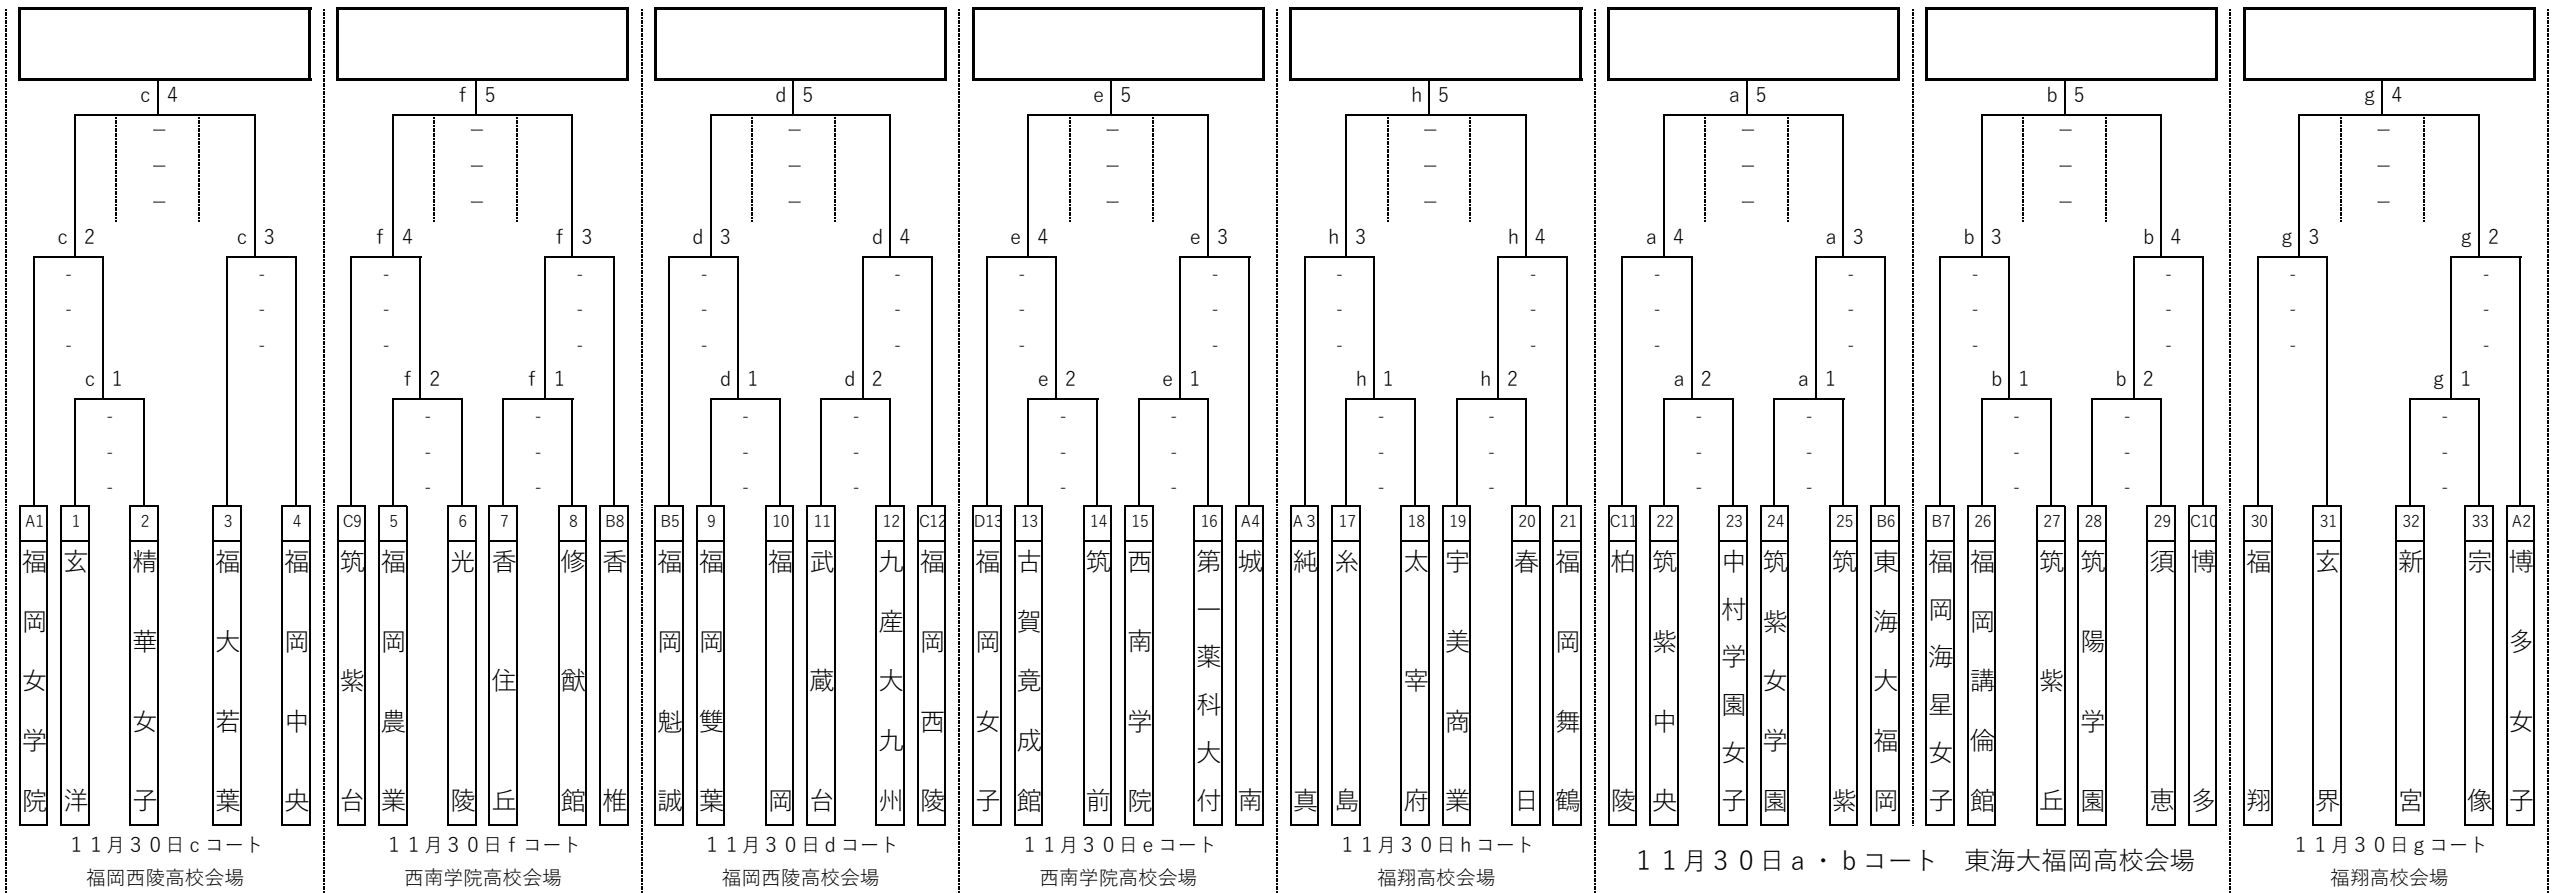 c 4
f 5
d 5
e 5
h 5
a 5
b 5
g 4
c 2
c 3
f 4
f 3
d 3
d 4
e 4
e 3
h 3
h 4
a 4
a 3
b 3
b 4
g 3
g 2
c 1
f 2
f 1
d 1
d 2
e 2
e 1
h 1
h 2
a 2
a 1
b 1
b 2
g 1
A1 福岡女学院
1 玄洋
2 精華女子
3 福大若葉
4 福岡中央
C9 筑紫台
5 福岡農業
6 光陵
7 香住丘
8 修猷館
B8 香椎
B5 福岡魁誠
9 福岡雙葉
10 福岡
11 武蔵台
12 九産大九州
C12 福岡西陵
D13 福岡女子
13 古賀竟成館
14 筑前
15 西南学院
16 第一薬科大付
A4 城南
A3 純真
17 糸島
18 太宰府
19 宇美商業
20 春日
21 福岡舞鶴
C11 柏陵
22 筑紫中央
23 中村学園女子
24 筑紫女学園
25 筑紫
B6 東海大福岡
B7 福岡海星女子
26 福岡講倫館
27 筑紫丘
28 筑陽学園
29 須恵
C10 博多
30 福翔
31 玄界
32 新宮
33 宗像
A2 博多女子
１１月３０日ｃコート
福岡西陵高校会場
１１月３０日ｆコート
西南学院高校会場
１１月３０日ｄコート
福岡西陵高校会場
１１月３０日ｅコート
西南学院高校会場
１１月３０日ｈコート
福翔高校会場
１１月３０日ａ・ｂコート　東海大福岡高校会場
１１月３０日ｇコート
福翔高校会場